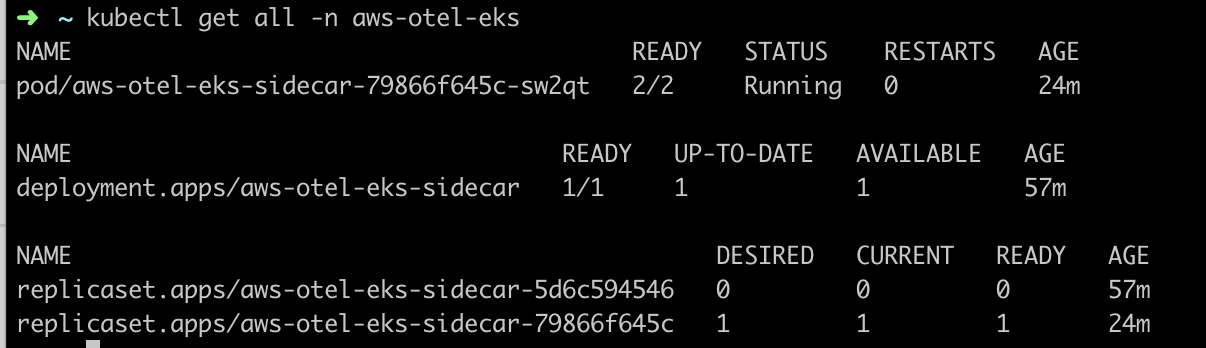 ➜ ~ kubectl get all -n aws-otel-eks
NAME READY STATUS RESTARTS AGE
pod/aws-otel-eks-sidecar-79866f645c-sw2qt 2/2 Running 0 24m
NAME READY UP-TO-DATE AVAILABLE AGE
deployment.apps/aws-otel-eks-sidecar 1/1 1 1 57m
NAME DESIRED CURRENT READY AGE
replicaset.apps/aws-otel-eks-sidecar-5d6c594546 0 0 0 57m
replicaset.apps/aws-otel-eks-sidecar-79866f645c 1 1 1 24m